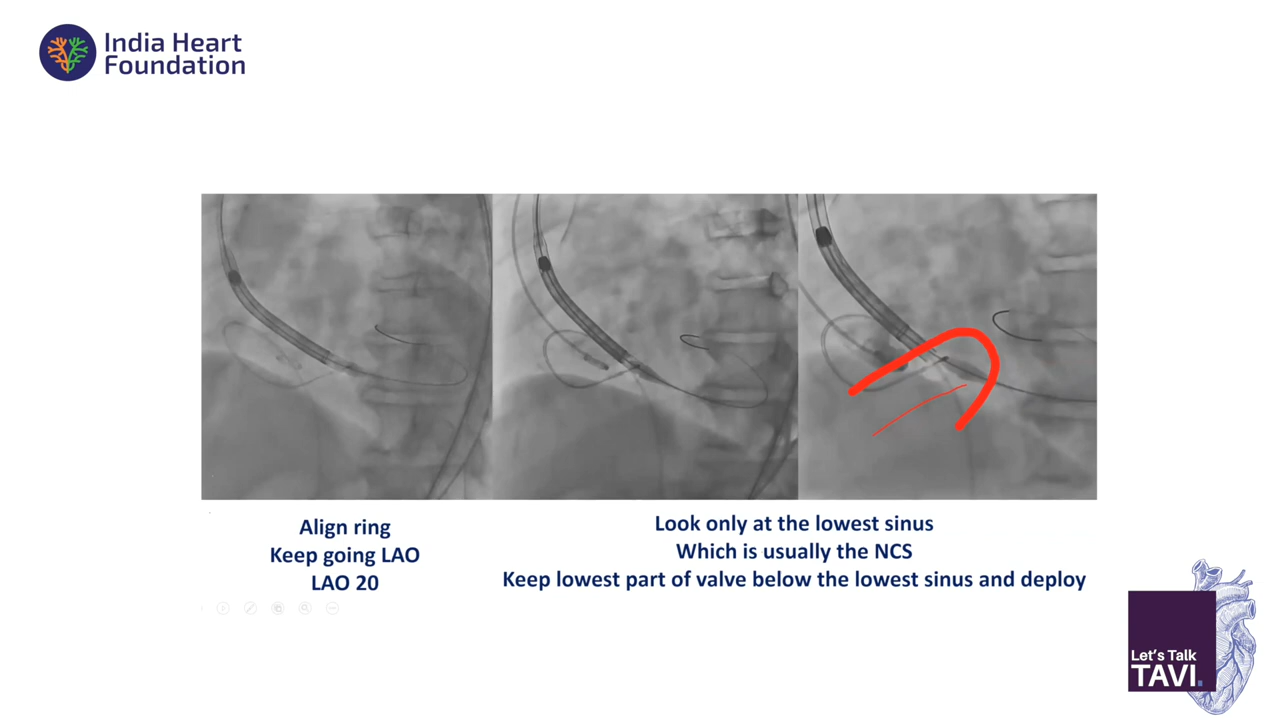 India Heart
Foundation
Align ring
Keep going LAO
LAO 20
Look only at the lowest sinus
Which is usually the NCS
Keep lowest part of valve below the lowest sinus and deploy
Let's Talk
TAVI.